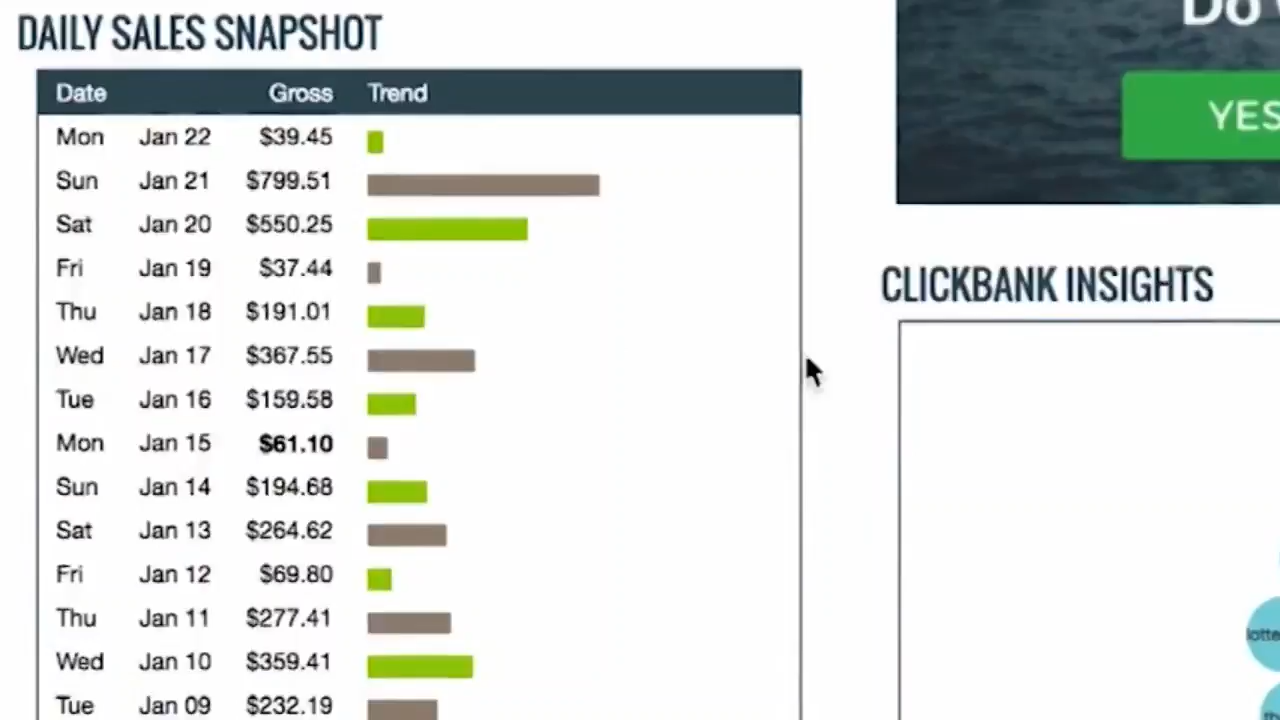 DAILY SALES SNAPSHOT
Date Gross Trend
Mon Jan 22 $39.45
Sun Jan 21 $799.51
Sat Jan 20 $550.25
Fri Jan 19 $37.44
Thu Jan 18 $191.01
Wed Jan 17 $367.55
Tue Jan 16 $159.58
Mon Jan 15 $61.10
Sun Jan 14 $194.68
Sat Jan 13 $264.62
Fri Jan 12 $69.80
Thu Jan 11 $277.41
Wed Jan 10 $359.41
Tue Jan 09 $232.19
Do
YES
CLICKBANK INSIGHTS
lotte